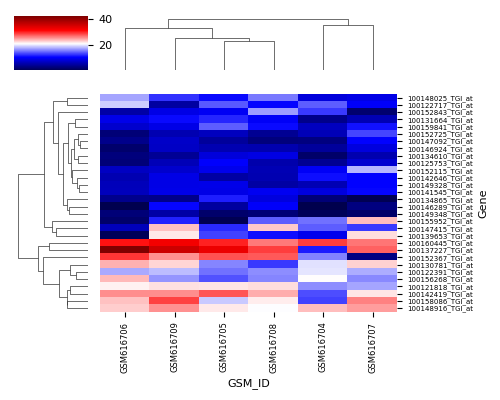 40
20
100148025_TGI_at
100122717_TGI_at
100152843_TGI_at
100131664_TGI_at
100159841_TGI_at
100152725_TGI_at
100147092_TGI_at
100146924_TGI_at
100134610_TGI_at
100125753_TGI_at
100152115_TGI_at
100142646_TGI_at
100149328_TGI_at
100141545_TGI_at
100134865_TGI_at
100146289_TGI_at
100149348_TGI_at
100155952_TGI_at
100147415_TGI_at
100139653_TGI_at
100160445_TGI_at
100137227_TGI_at
100152367_TGI_at
100130781_TGI_at
100122391_TGI_at
100156268_TGI_at
100121818_TGI_at
100142419_TGI_at
100158086_TGI_at
100148916_TGI_at
Gene
GSM616706
GSM616709
GSM616705
GSM616708
GSM616704
GSM616707
GSM_ID